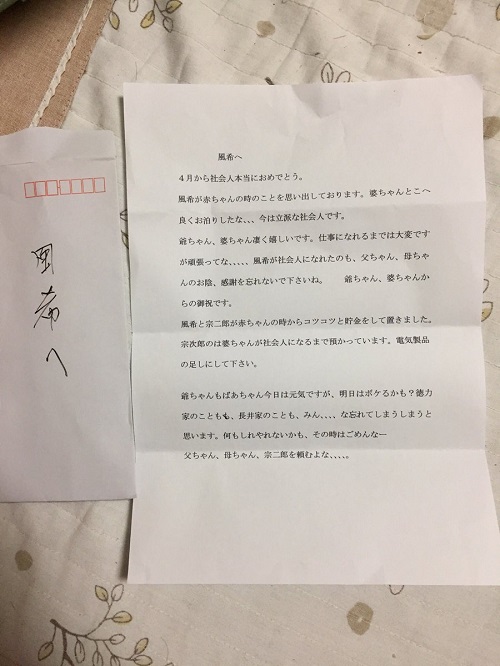 風希へ
風希へ
４月から社会人本当におめでとう。
風希が赤ちゃんの時のことを思い出しております。婆ちゃんとこへ
良くお泊りしたな､､､、今は立派な社会人です。
爺ちゃん、婆ちゃん凄く嬉しいです。仕事になれるまでは大変です
が頑張ってな､､､､、風希が社会人になれたのも、父ちゃん、母ちゃ
んのお陰、感謝を忘れないで下さいね。　爺ちゃん、婆ちゃんか
らの御祝です。
風希と宗二郎が赤ちゃんの時からコツコツと貯金をして置きました。
宗次郎のは婆ちゃんが社会人になるまで預かっています。電気製品
の足しにして下さい。
爺ちゃんもばあちゃん今日は元気ですが、明日はボケるかも？徳力
家のことも、長井家のことも、みん､､､､な忘れてしまうしまうと
思います。何もしれやれないかも、その時はごめんなー
父ちゃん、母ちゃん、宗二郎を頼むよな､､､､。